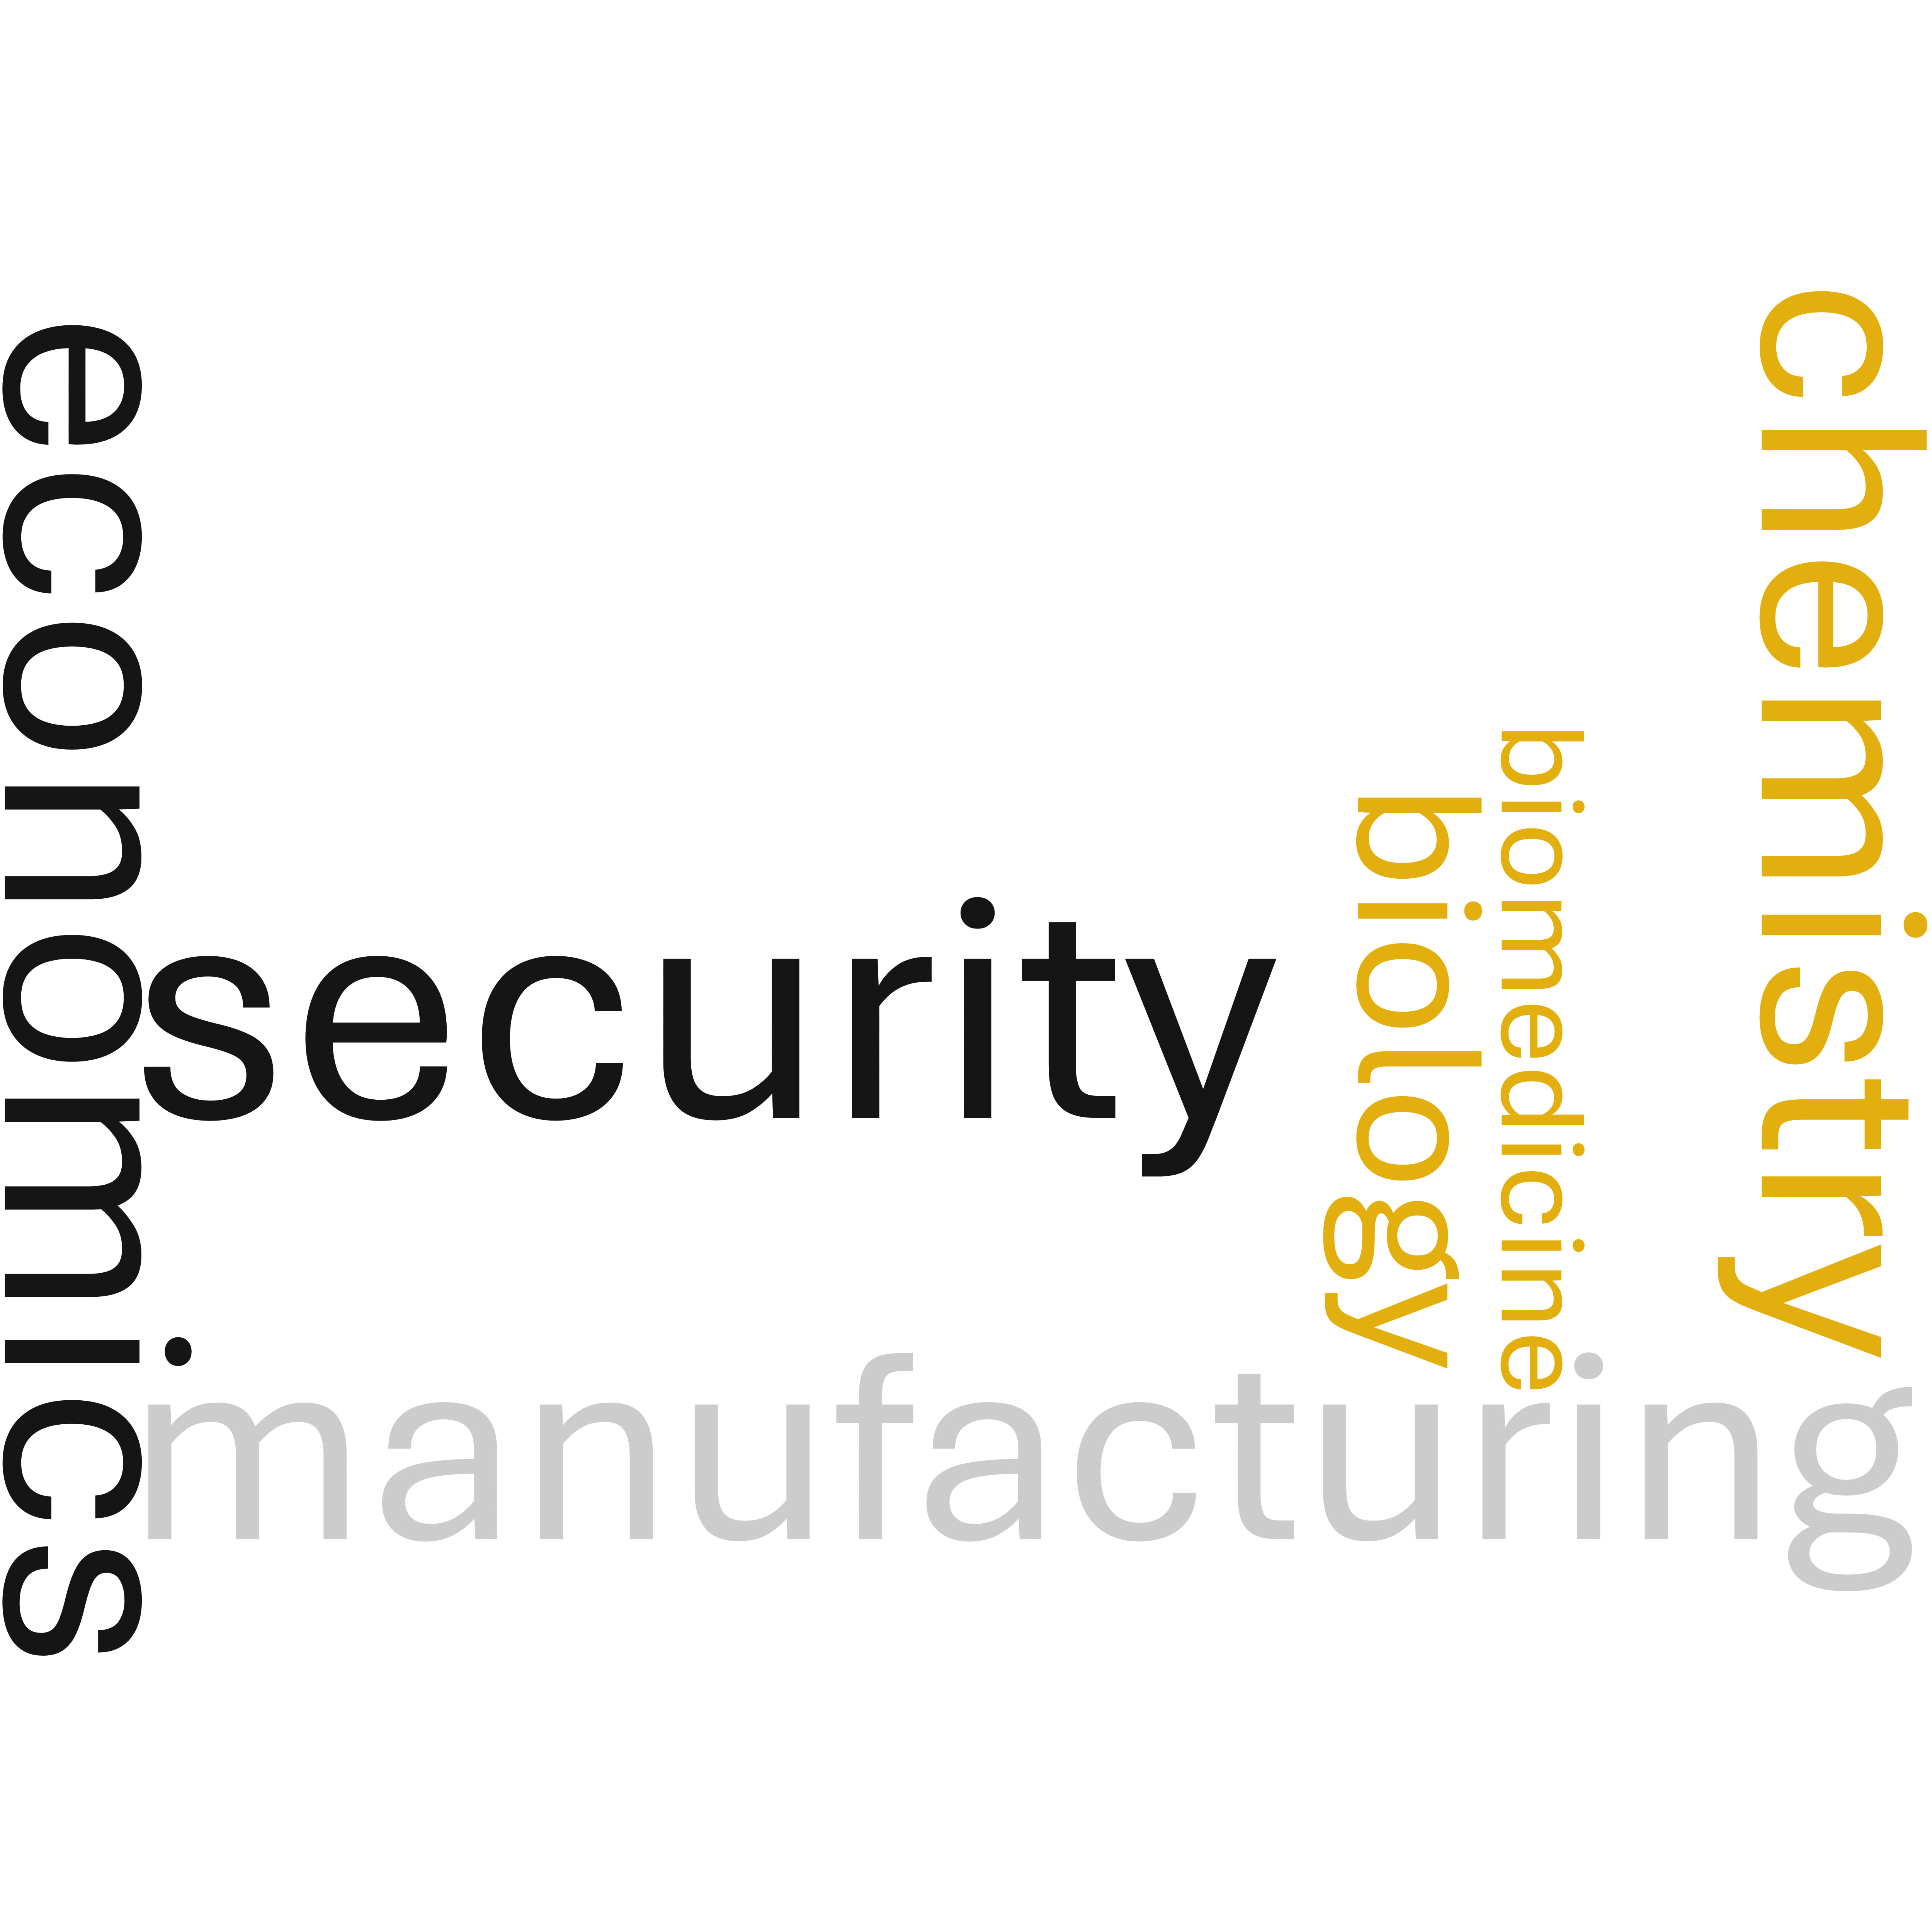 economics
security
biology
biomedicine
chemistry
manufacturing